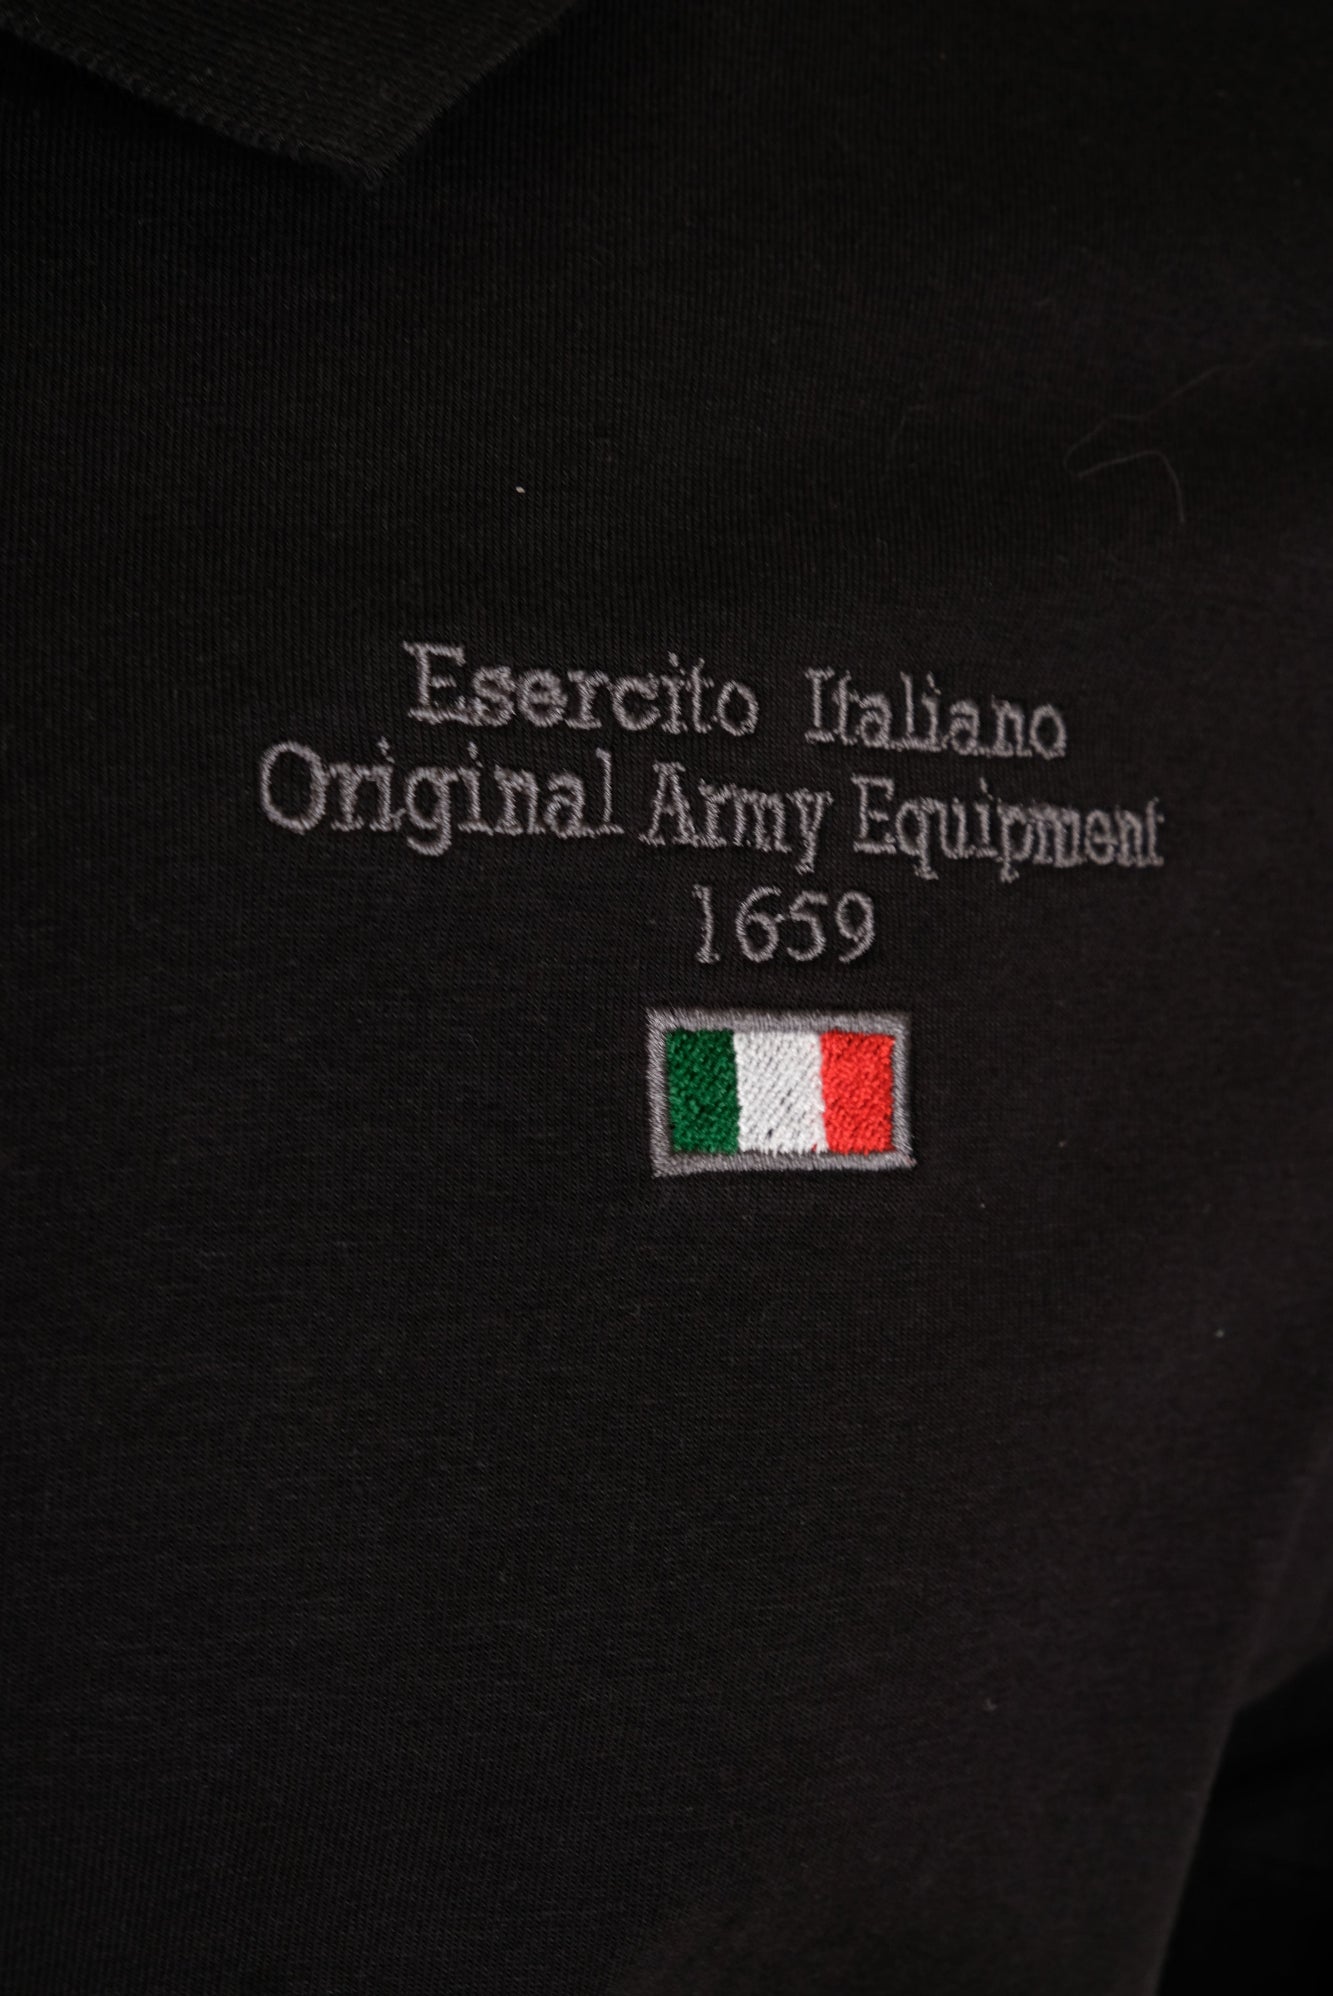 Esercito Italiano
Original Army Equipment
1659